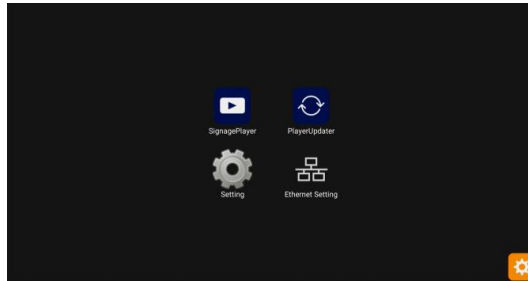 SignagePlayer
PlayerUpdater
Setting
Ethernet Setting